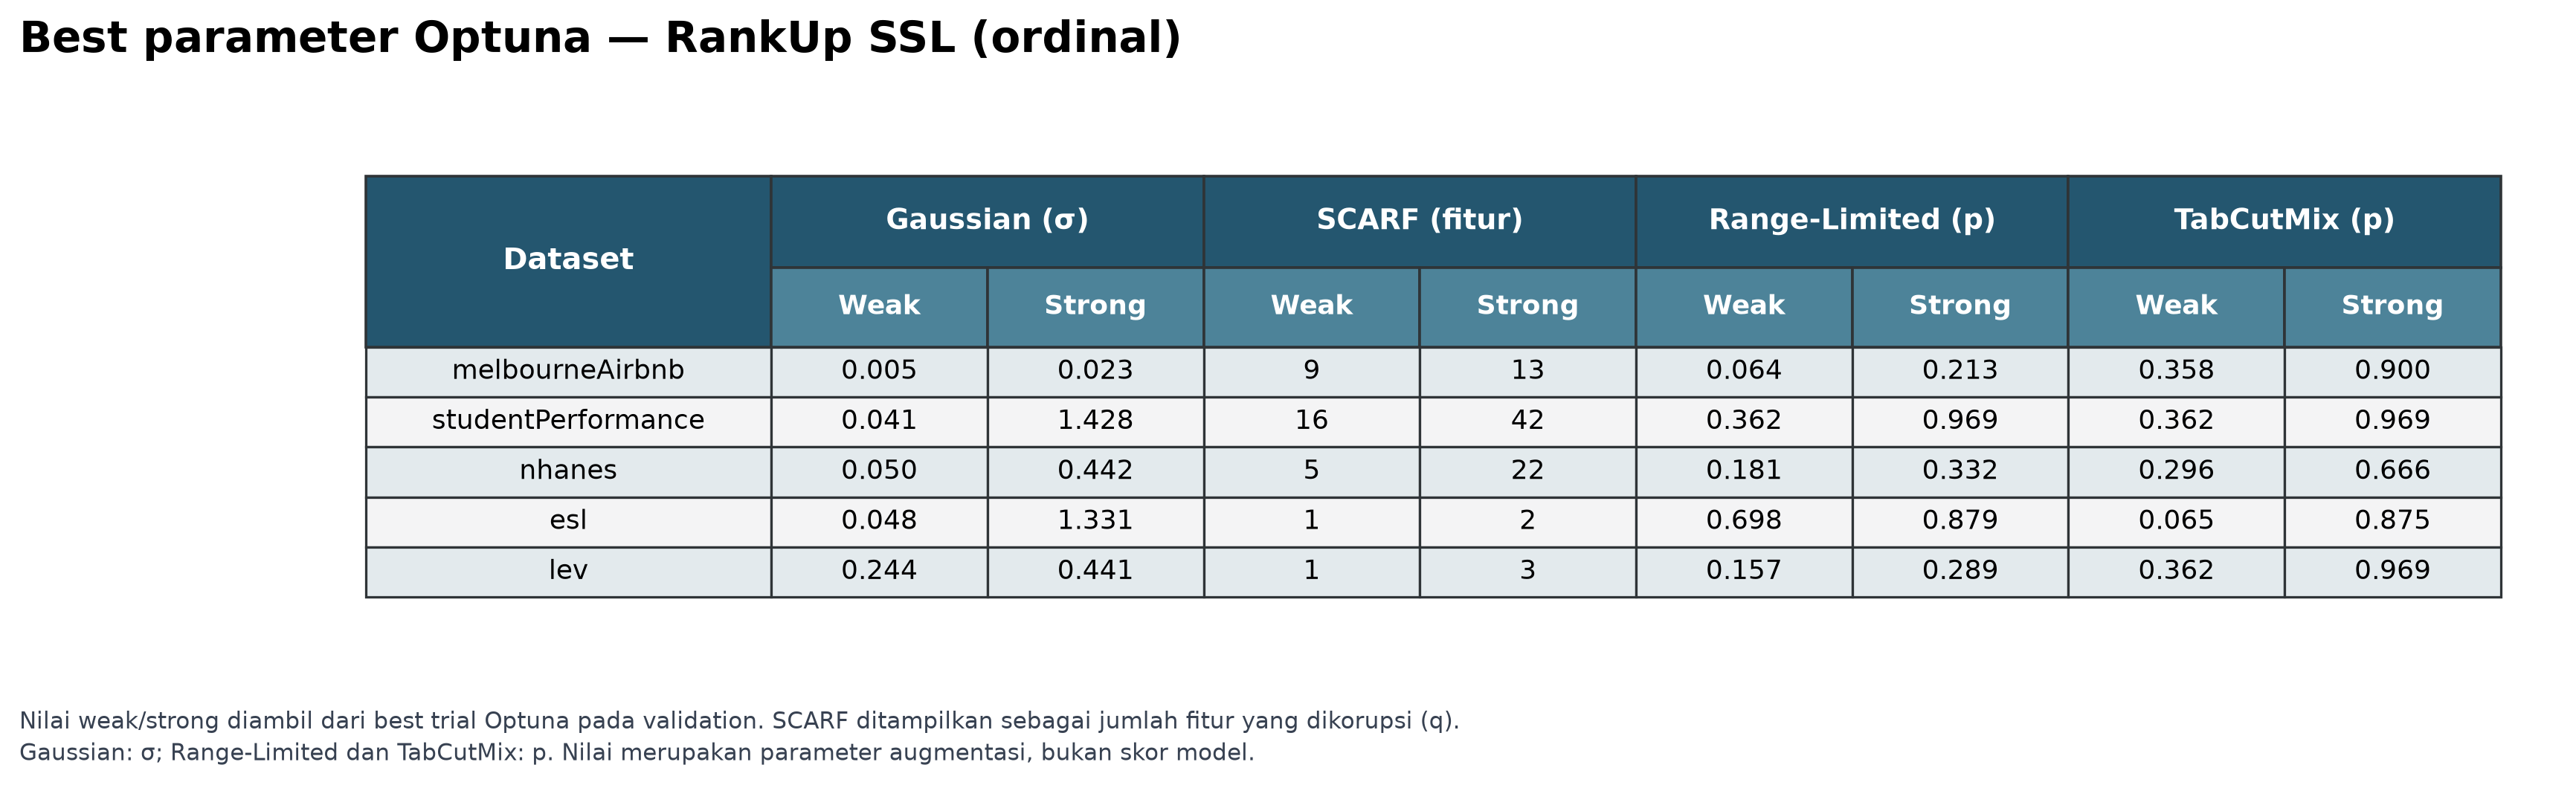 Best parameter Optuna — RankUp SSL (ordinal)
Dataset Gaussian (σ) SCARF (fitur) Range-Limited (p) TabCutMix (p)
Weak Strong Weak Strong Weak Strong Weak Strong
melbourneAirbnb 0.005 0.023 9 13 0.064 0.213 0.358 0.900
studentPerformance 0.041 1.428 16 42 0.362 0.969 0.362 0.969
nhanes 0.050 0.442 5 22 0.181 0.332 0.296 0.666
esl 0.048 1.331 1 2 0.698 0.879 0.065 0.875
lev 0.244 0.441 1 3 0.157 0.289 0.362 0.969
Nilai weak/strong diambil dari best trial Optuna pada validation. SCARF ditampilkan sebagai jumlah fitur yang dikorupsi (q).
Gaussian: σ; Range-Limited dan TabCutMix: p. Nilai merupakan parameter augmentasi, bukan skor model.